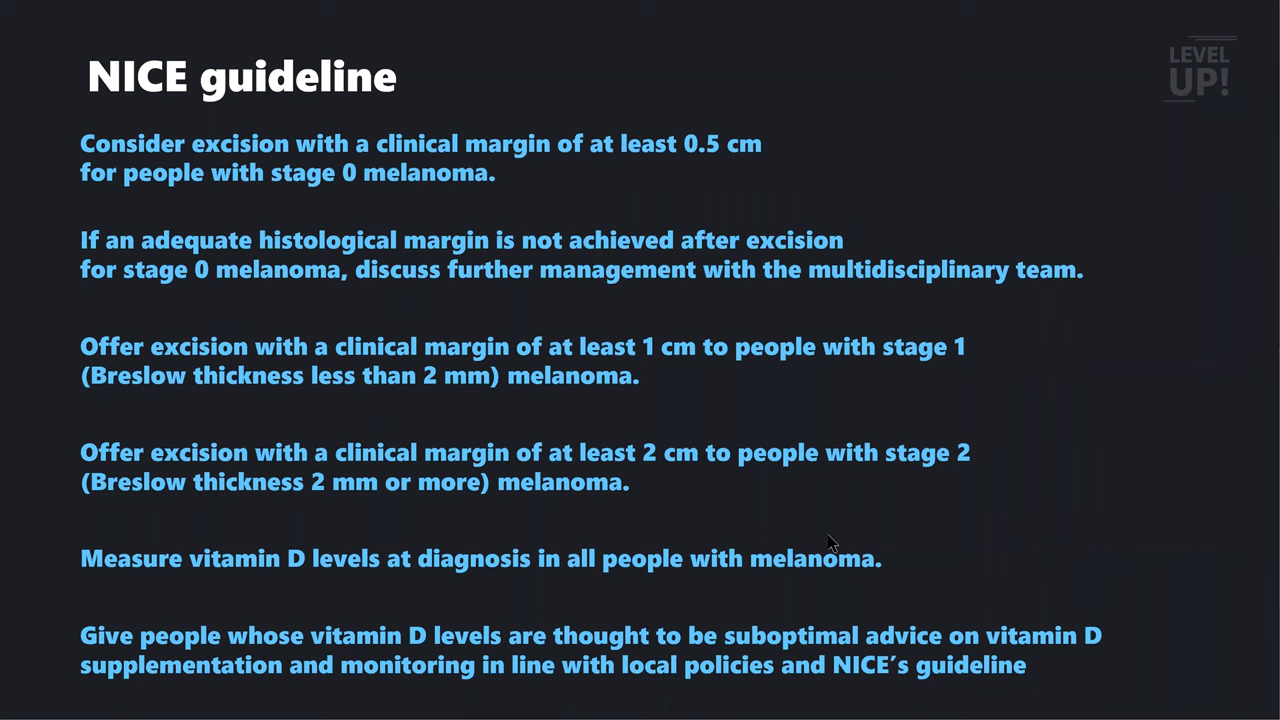 NICE guideline
LEVEL
UP!
Consider excision with a clinical margin of at least 0.5 cm
for people with stage 0 melanoma.
If an adequate histological margin is not achieved after excision
for stage 0 melanoma, discuss further management with the multidisciplinary team.
Offer excision with a clinical margin of at least 1 cm to people with stage 1
(Breslow thickness less than 2 mm) melanoma.
Offer excision with a clinical margin of at least 2 cm to people with stage 2
(Breslow thickness 2 mm or more) melanoma.
Measure vitamin D levels at diagnosis in all people with melanoma.
Give people whose vitamin D levels are thought to be suboptimal advice on vitamin D
supplementation and monitoring in line with local policies and NICE´s guideline